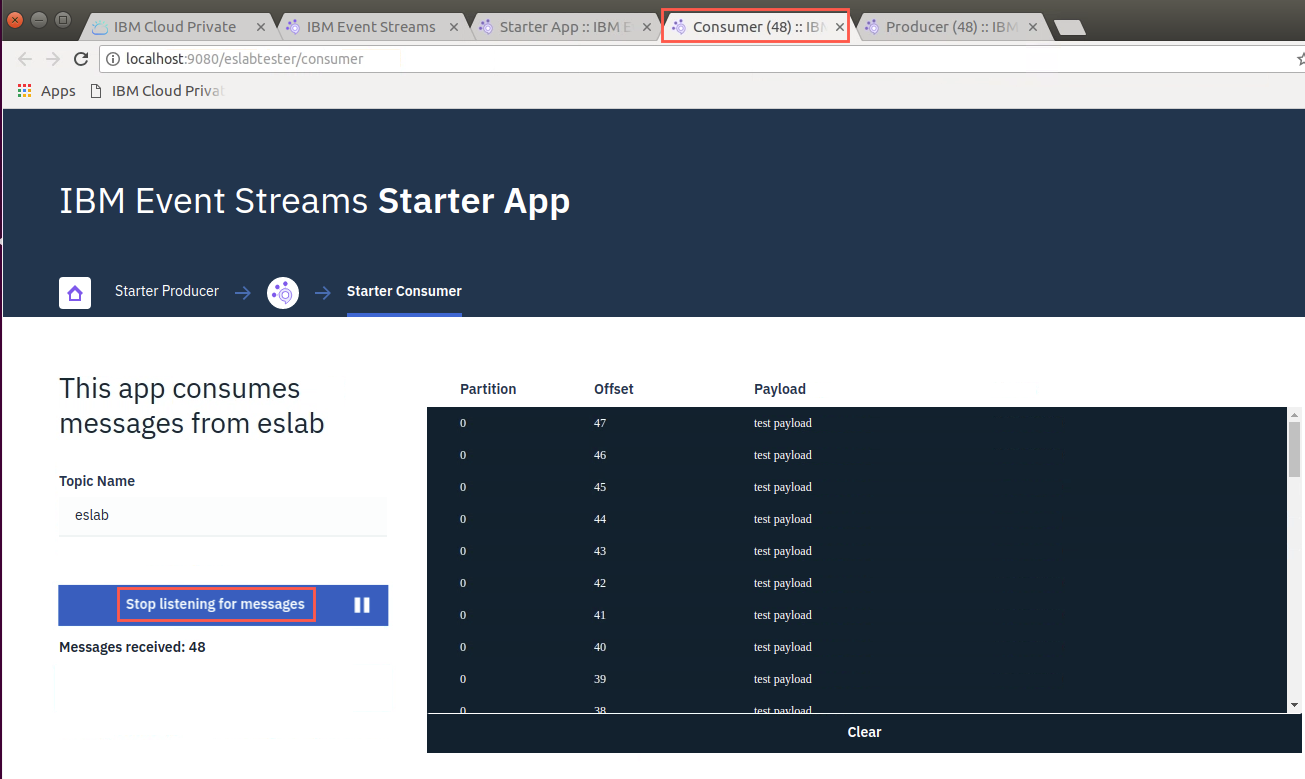 IBM Cloud Private
IBM Event Streams
Starter App :: IBM E
Consumer (48) :: IBM
Producer (48) :: IBM
localhost:9080/eslabtester/consumer
Apps
IBM Cloud Privat
IBM Event Streams Starter App
Starter Producer
Starter Consumer
This app consumes
messages from eslab
Topic Name
eslab
Stop listening for messages
Messages received: 48
Partition Offset Payload
0 47 test payload
0 46 test payload
0 45 test payload
0 44 test payload
0 43 test payload
0 42 test payload
0 41 test payload
0 40 test payload
0 39 test payload
0 38 test payload
Clear